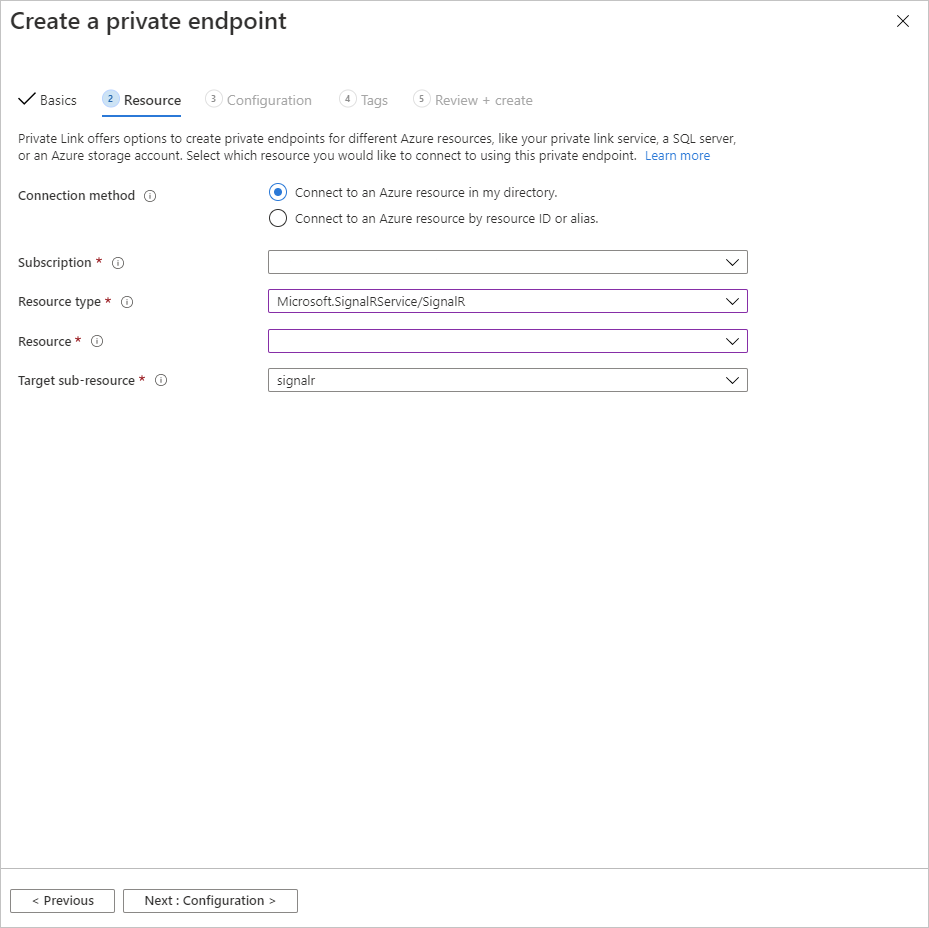 Create a private endpoint
Basics
2 Resource
3 Configuration
4 Tags
5 Review + create
Private Link offers options to create private endpoints for different Azure resources, like your private link service, a SQL server,
or an Azure storage account. Select which resource you would like to connect to using this private endpoint. Learn more
Connection method
Connect to an Azure resource in my directory.
Connect to an Azure resource by resource ID or alias.
Subscription *
Resource type *
Microsoft.SignalRService/SignalR
Resource *
Target sub-resource *
signalr
< Previous
Next : Configuration >